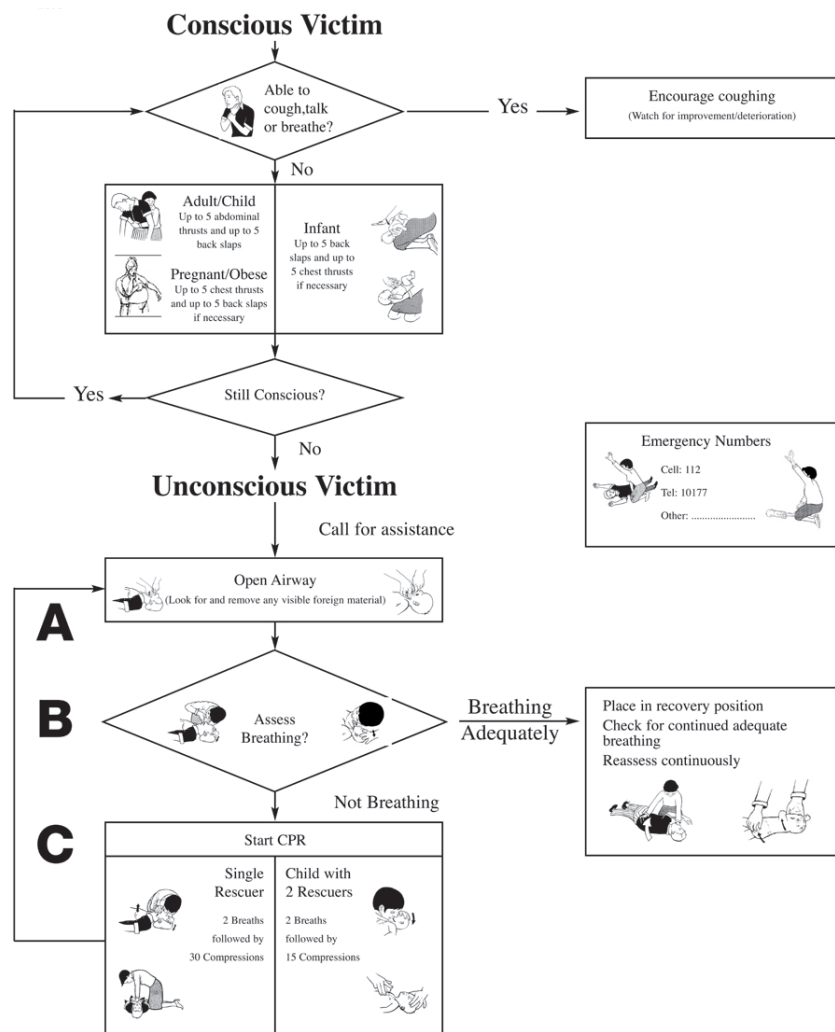 Conscious Victim
Able to
cough,talk
or breathe?
Yes
Encourage coughing
(Watch for improvement/deterioration)
No
Adult/Child
Up to 5 abdominal
thrusts and up to 5
back slaps
Pregnant/Obese
Up to 5 chest thrusts
and up to 5 back slaps
if necessary
Infant
Up to 5 back
slaps and up to
5 chest thrusts
if necessary
Still Conscious?
Yes
No
Emergency Numbers
Cell: 112
Tel: 10177
Other: ........................
Unconscious Victim
Call for assistance
A
Open Airway
(Look for and remove any visible foreign material)
B
Assess
Breathing?
Breathing
Adequately
Place in recovery position
Check for continued adequate
breathing
Reassess continuously
Not Breathing
C
Start CPR
Single
Rescuer
2 Breaths
followed by
30 Compressions
Child with
2 Rescuers
2 Breaths
followed by
15 Compressions